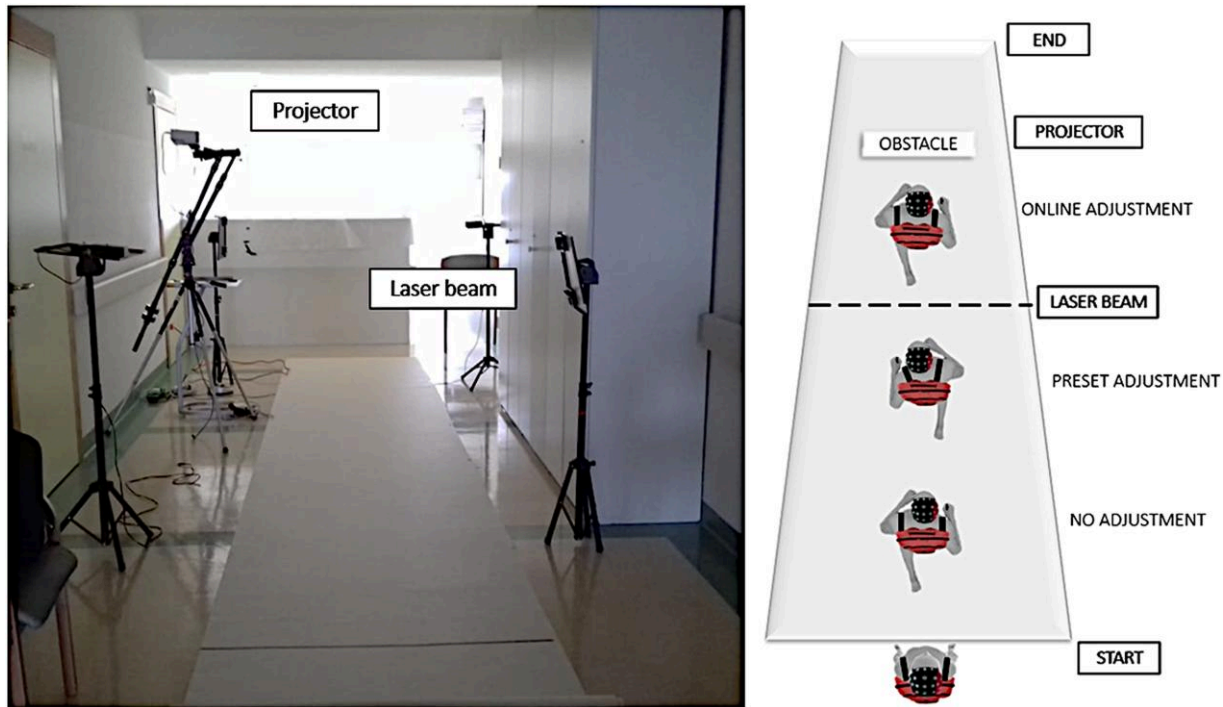 Projector
Laser beam
END
PROJECTOR
OBSTACLE
ONLINE ADJUSTMENT
LASER BEAM
PRESET ADJUSTMENT
NO ADJUSTMENT
START